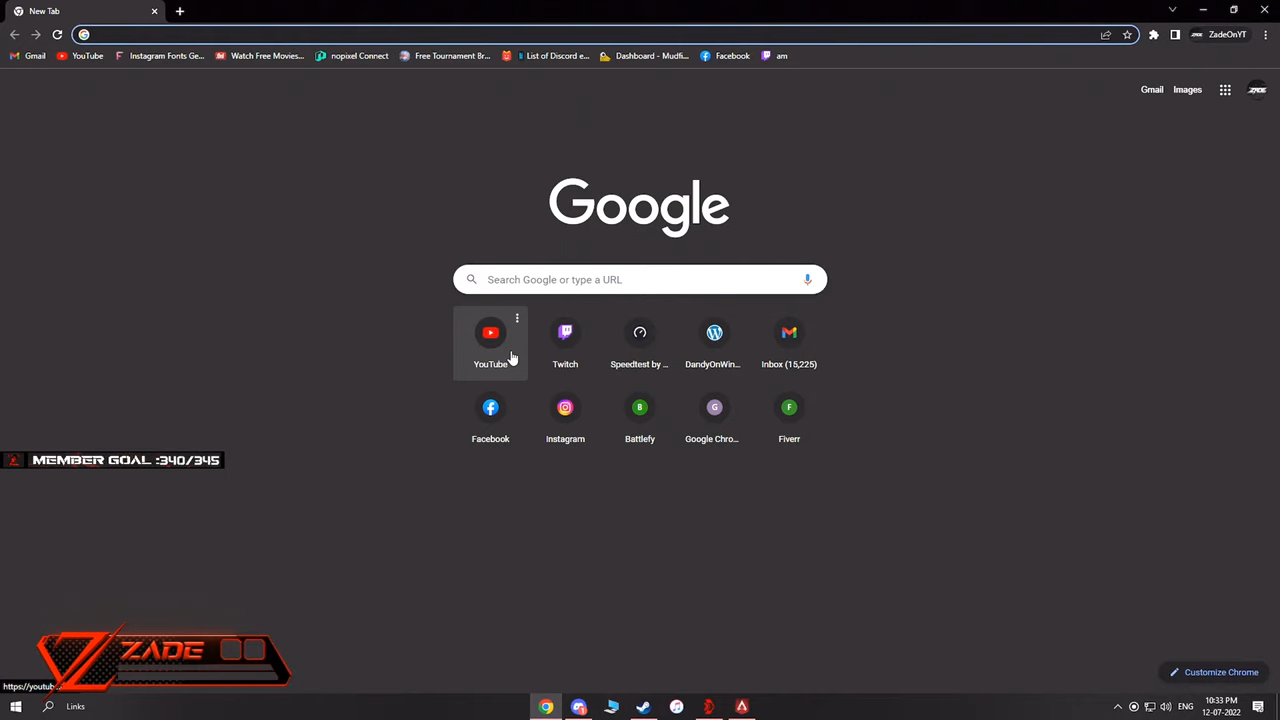 New Tab
ZadeOnYT
Gmail
YouTube
Instagram Fonts Ge...
Watch Free Movies...
nopixel Connect
Free Tournament Br...
List of Discord e...
Dashboard - Mudfi...
Facebook
am
Gmail Images
ZADE
Google
Search Google or type a URL
YouTube
Twitch
Speedtest by ...
DandyOnWin...
Inbox (15,225)
B
G
F
Facebook
Instagram
Battlefy
Google Chro...
Fiverr
MEMBER GOAL :340/345
ZADE
Customize Chrome
https://youtub
Links
ENG
10:33 PM
12-07-2022